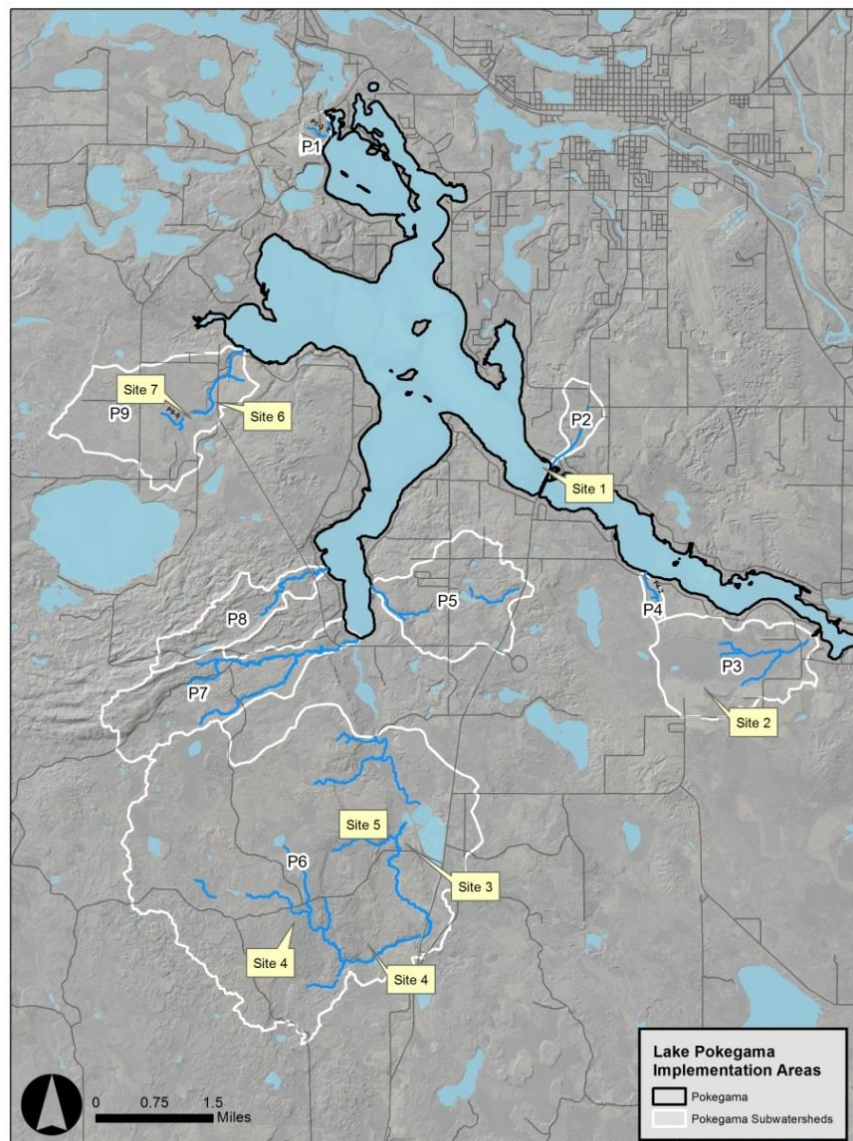 P1
P2
Site 1
Site 7
Site 6
P9
P9-B
P8
P5
P4
P3
Site 2
P7
Site 5
P6
Site 3
Site 4
Site 4
Lake Pokegama
Implementation Areas
Pokegama
Pokegama Subwatersheds
0 0.75 1.5
Miles